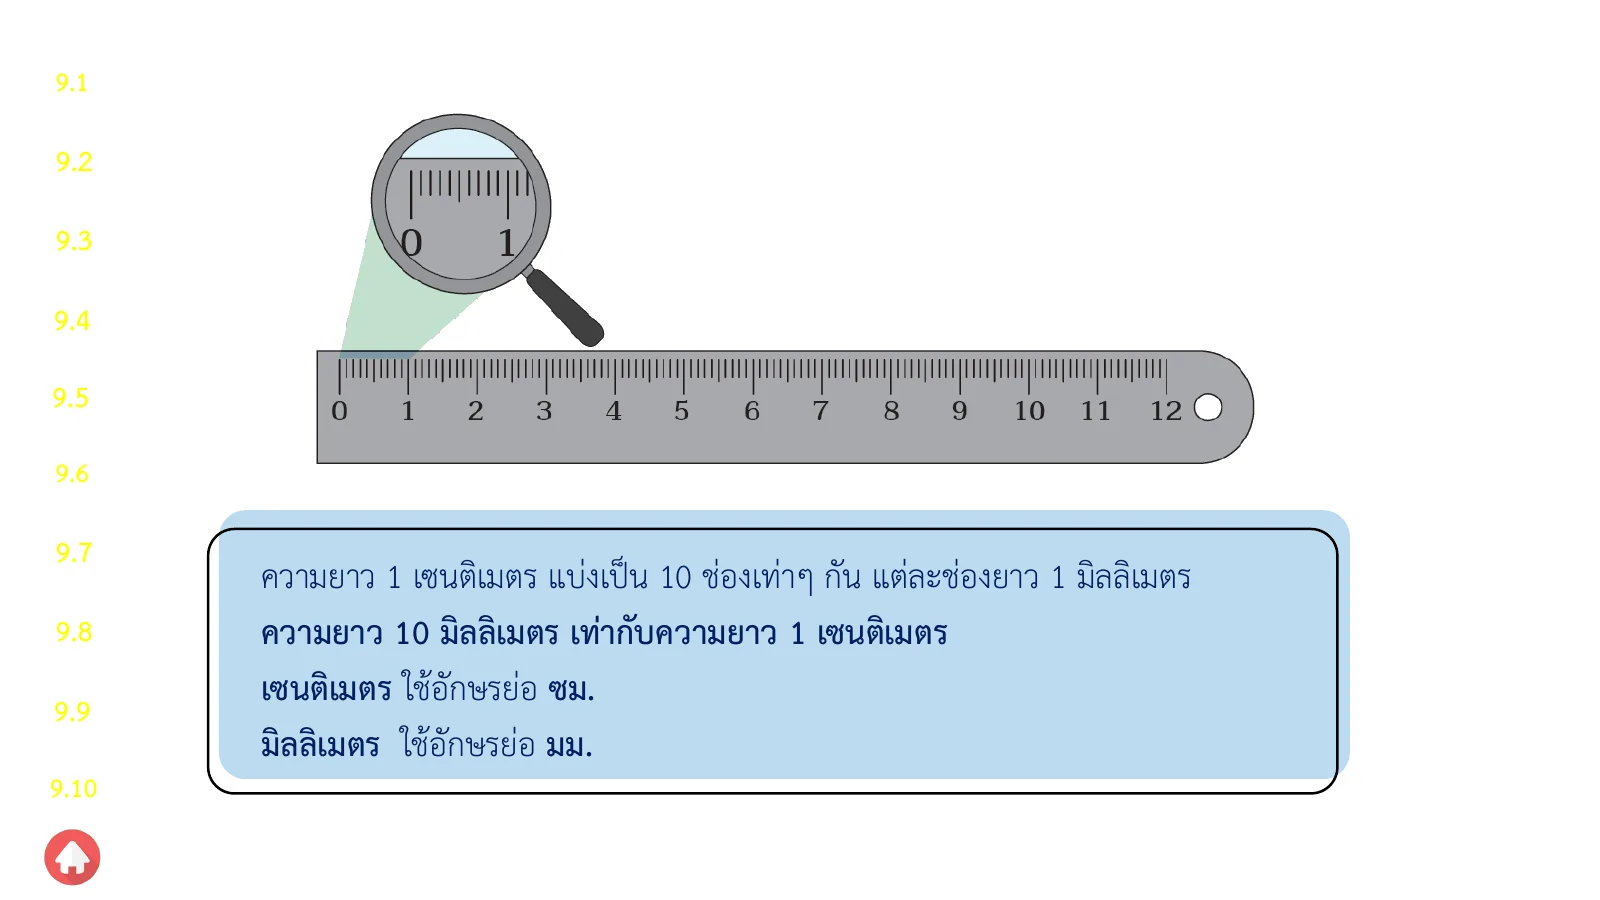 9.1
9.2
9.3
9.4
9.5
9.6
9.7
9.8
9.9
9.10
0 1
0 1 2 3 4 5 6 7 8 9 10 11 12
ความยาว 1 เซนติเมตร แบ่งเป็น 10 ช่องเท่าๆ กัน แต่ละช่องยาว 1 มิลลิเมตร
ความยาว 10 มิลลิเมตร เท่ากับความยาว 1 เซนติเมตร
เซนติเมตร ใช้อักษรย่อ ซม.
มิลลิเมตร ใช้อักษรย่อ มม.